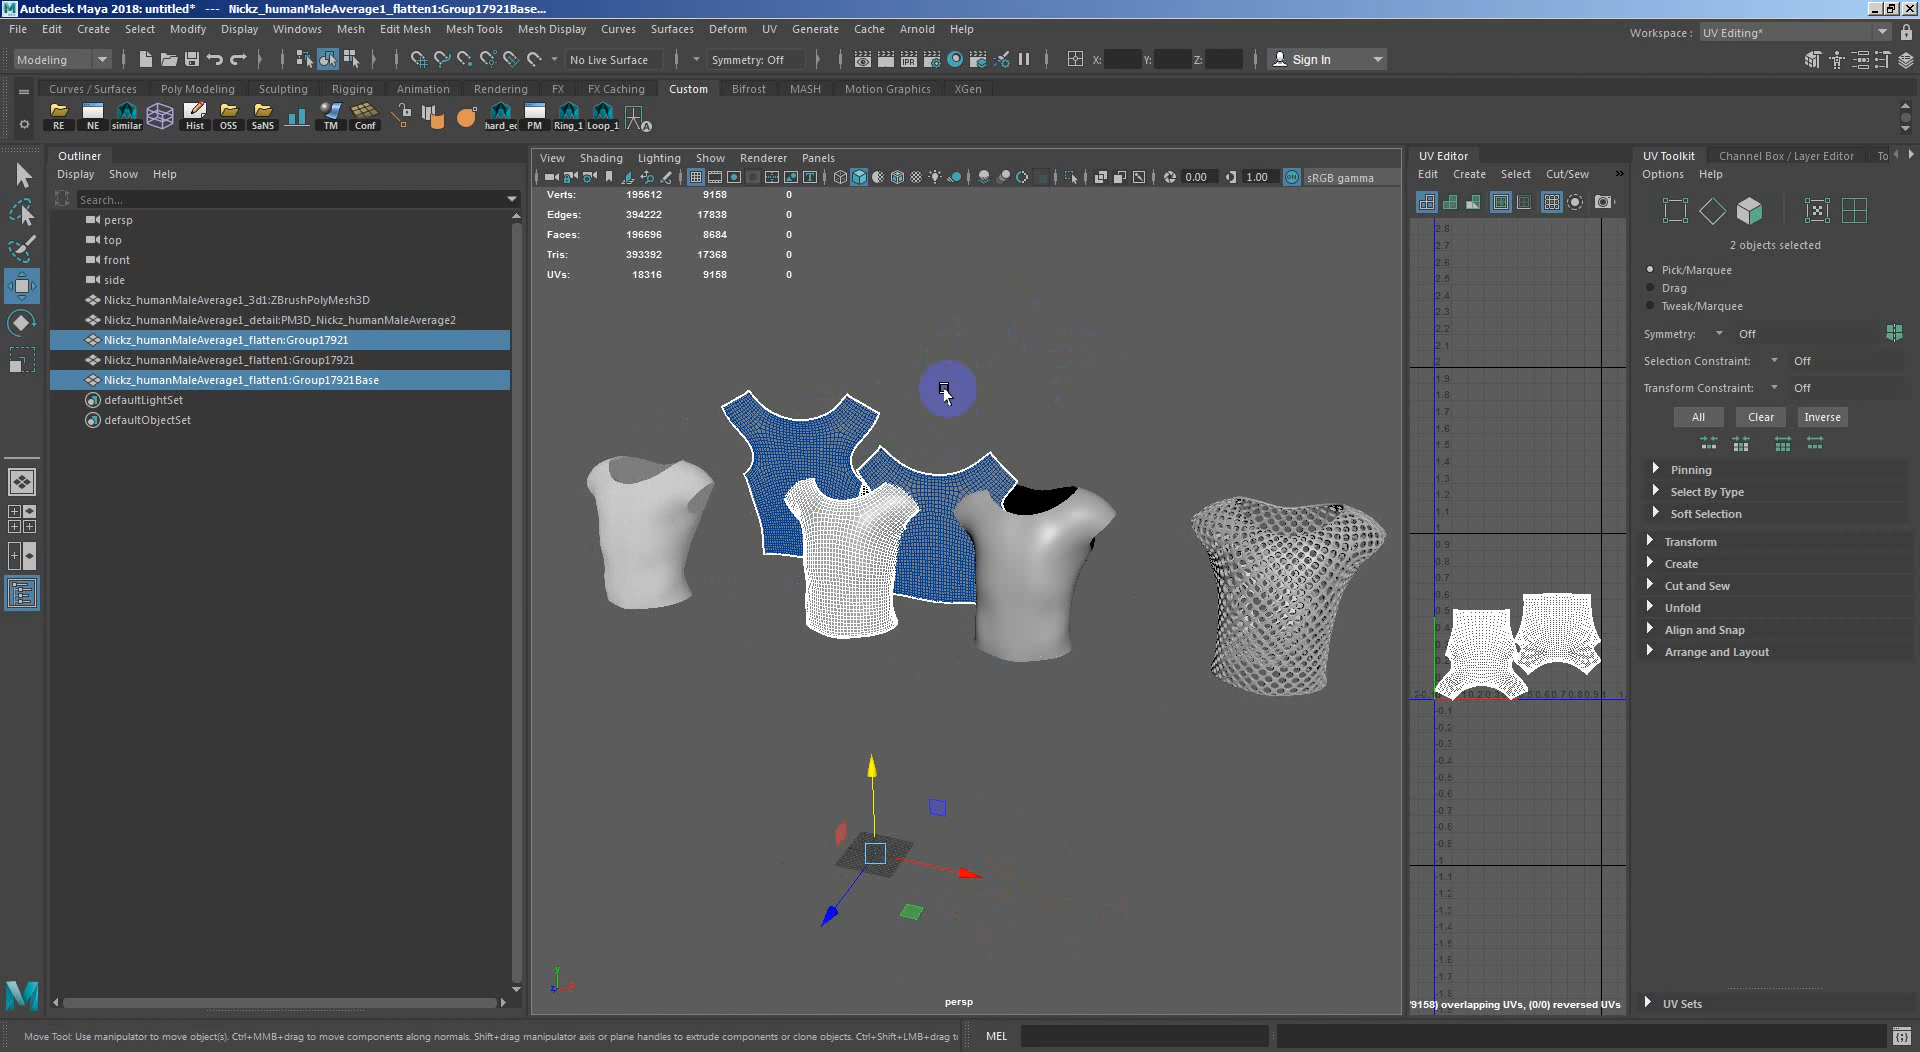 Autodesk Maya 2018: untitled*   ---   Nickz_humanMaleAverage1_flatten1:Group17921Base...
File Edit Create Select Modify Display Windows Mesh Edit Mesh Mesh Tools Mesh Display Curves Surfaces Deform UV Generate Cache Arnold Help
Workspace : UV Editing*
Modeling No Live Surface Symmetry: Off X: Y: Z: Sign In
Curves / Surfaces Poly Modeling Sculpting Rigging Animation Rendering FX FX Caching Custom Bifrost MASH Motion Graphics XGen
RE NE similar Hist OSS SaNS TM Conf hard_ec PM Ring_1 Loop_1
Outliner
Display Show Help
Search...
persp
top
front
side
Nickz_humanMaleAverage1_3d1:ZBrushPolyMesh3D
Nickz_humanMaleAverage1_detail:PM3D_Nickz_humanMaleAverage2
Nickz_humanMaleAverage1_flatten:Group17921
Nickz_humanMaleAverage1_flatten1:Group17921
Nickz_humanMaleAverage1_flatten1:Group17921Base
defaultLightSet
defaultObjectSet
View Shading Lighting Show Renderer Panels
0.00 1.00 sRGB gamma
Verts: 195612 9158 0
Edges: 394222 17838 0
Faces: 196696 8684 0
Tris: 393392 17368 0
UVs: 18316 9158 0
persp
UV Editor
Edit Create Select Cut/Sew »
9158) overlapping UVs, (0/0) reversed UVs
UV Toolkit Channel Box / Layer Editor To
Options Help
2 objects selected
Pick/Marquee
Drag
Tweak/Marquee
Symmetry: Off
Selection Constraint: Off
Transform Constraint: Off
All Clear Inverse
Pinning
Select By Type
Soft Selection
Transform
Create
Cut and Sew
Unfold
Align and Snap
Arrange and Layout
UV Sets
Move Tool: Use manipulator to move object(s). Ctrl+MMB+drag to move components along normals. Shift+drag manipulator axis or plane handles to extrude components or clone objects. Ctrl+Shift+LMB+drag t
MEL